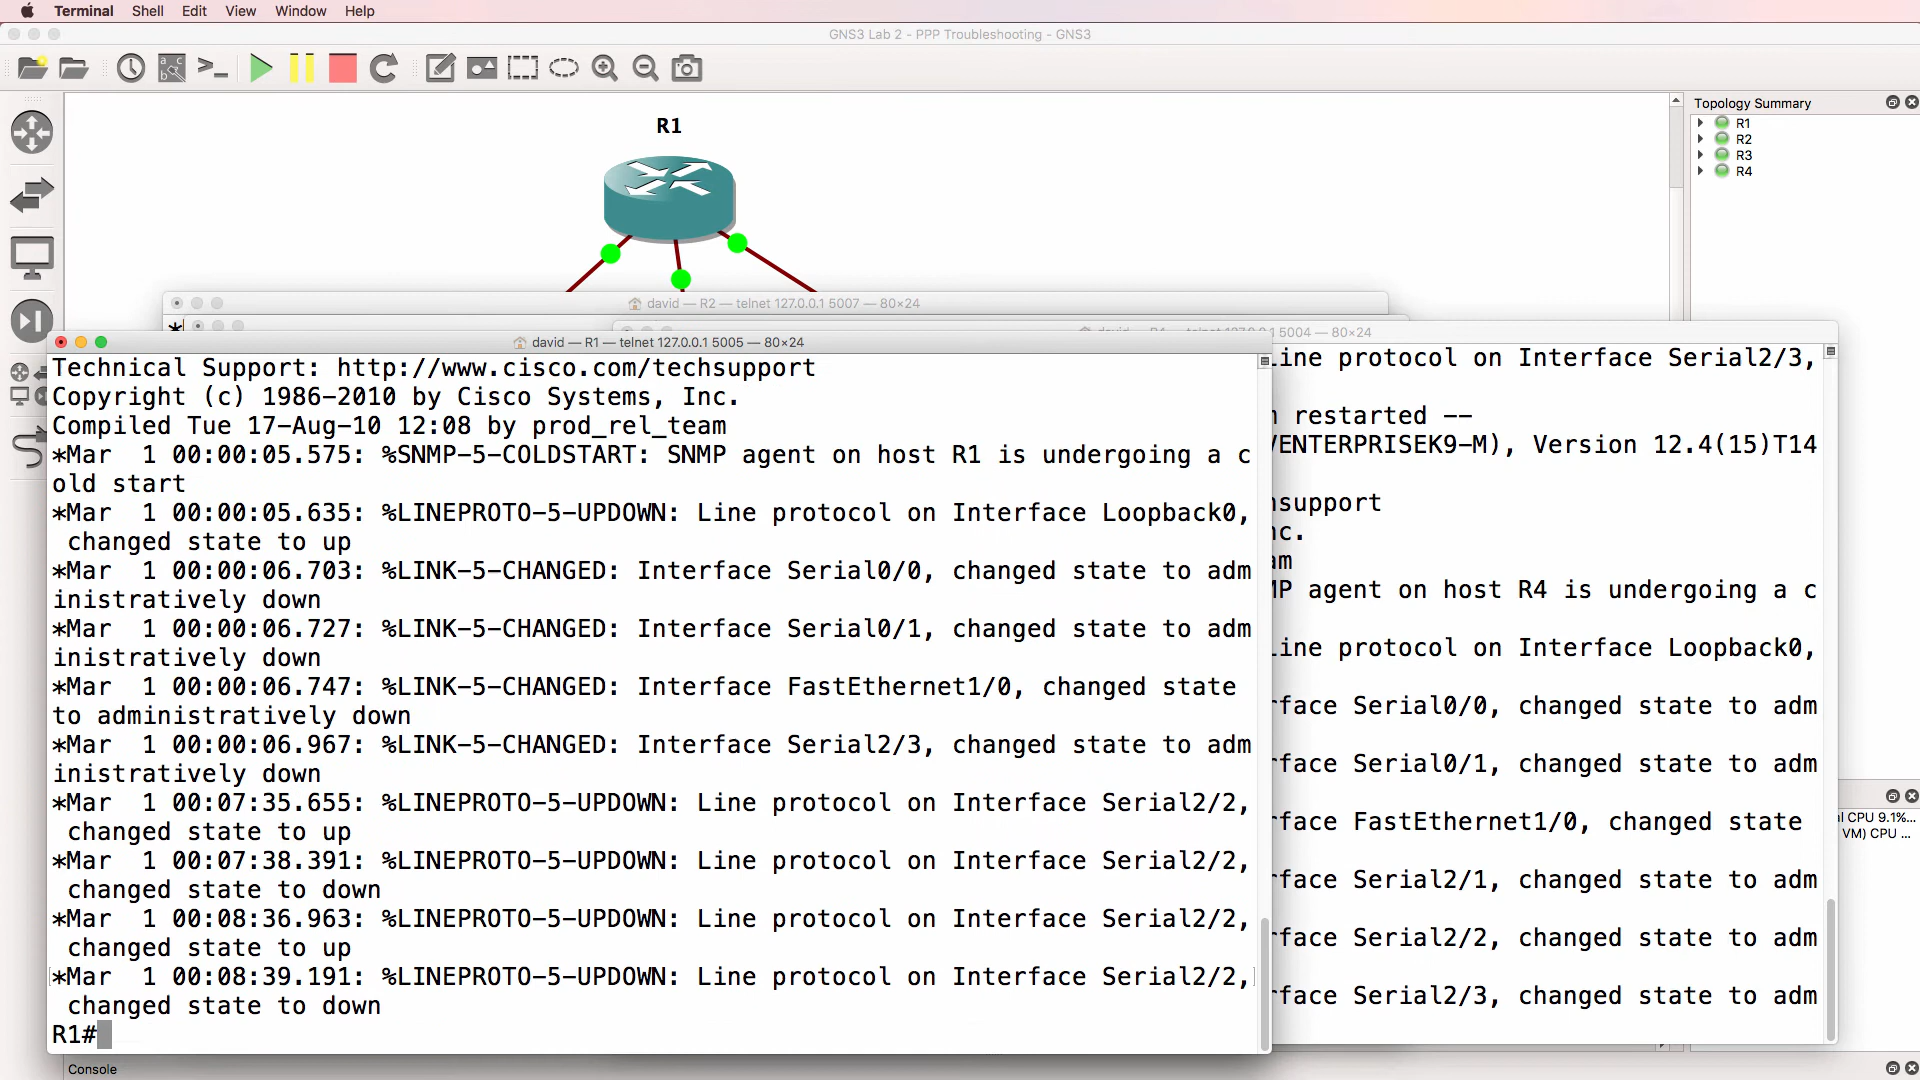 Terminal Shell Edit View Window Help
GNS3 Lab 2 - PPP Troubleshooting - GNS3
R1
Topology Summary
R1
R2
R3
R4
david — R2 — telnet 127.0.0.1 5007 — 80×24
5004 — 80×24
david — R1 — telnet 127.0.0.1 5005 — 80×24
Technical Support: http://www.cisco.com/techsupport
Copyright (c) 1986-2010 by Cisco Systems, Inc.
Compiled Tue 17-Aug-10 12:08 by prod_rel_team
*Mar  1 00:00:05.575: %SNMP-5-COLDSTART: SNMP agent on host R1 is undergoing a c
old start
*Mar  1 00:00:05.635: %LINEPROTO-5-UPDOWN: Line protocol on Interface Loopback0,
 changed state to up
*Mar  1 00:00:06.703: %LINK-5-CHANGED: Interface Serial0/0, changed state to adm
inistratively down
*Mar  1 00:00:06.727: %LINK-5-CHANGED: Interface Serial0/1, changed state to adm
inistratively down
*Mar  1 00:00:06.747: %LINK-5-CHANGED: Interface FastEthernet1/0, changed state
to administratively down
*Mar  1 00:00:06.967: %LINK-5-CHANGED: Interface Serial2/3, changed state to adm
inistratively down
*Mar  1 00:07:35.655: %LINEPROTO-5-UPDOWN: Line protocol on Interface Serial2/2,
 changed state to up
*Mar  1 00:07:38.391: %LINEPROTO-5-UPDOWN: Line protocol on Interface Serial2/2,
 changed state to down
*Mar  1 00:08:36.963: %LINEPROTO-5-UPDOWN: Line protocol on Interface Serial2/2,
 changed state to up
*Mar  1 00:08:39.191: %LINEPROTO-5-UPDOWN: Line protocol on Interface Serial2/2,
 changed state to down
R1#
ine protocol on Interface Serial2/3,
restarted --
ENTERPRISEK9-M), Version 12.4(15)T14
support
c.
am
P agent on host R4 is undergoing a c
ine protocol on Interface Loopback0,
face Serial0/0, changed state to adm
face Serial0/1, changed state to adm
face FastEthernet1/0, changed state
face Serial2/1, changed state to adm
face Serial2/2, changed state to adm
face Serial2/3, changed state to adm
CPU 9.1%...
VM) CPU ...
Console